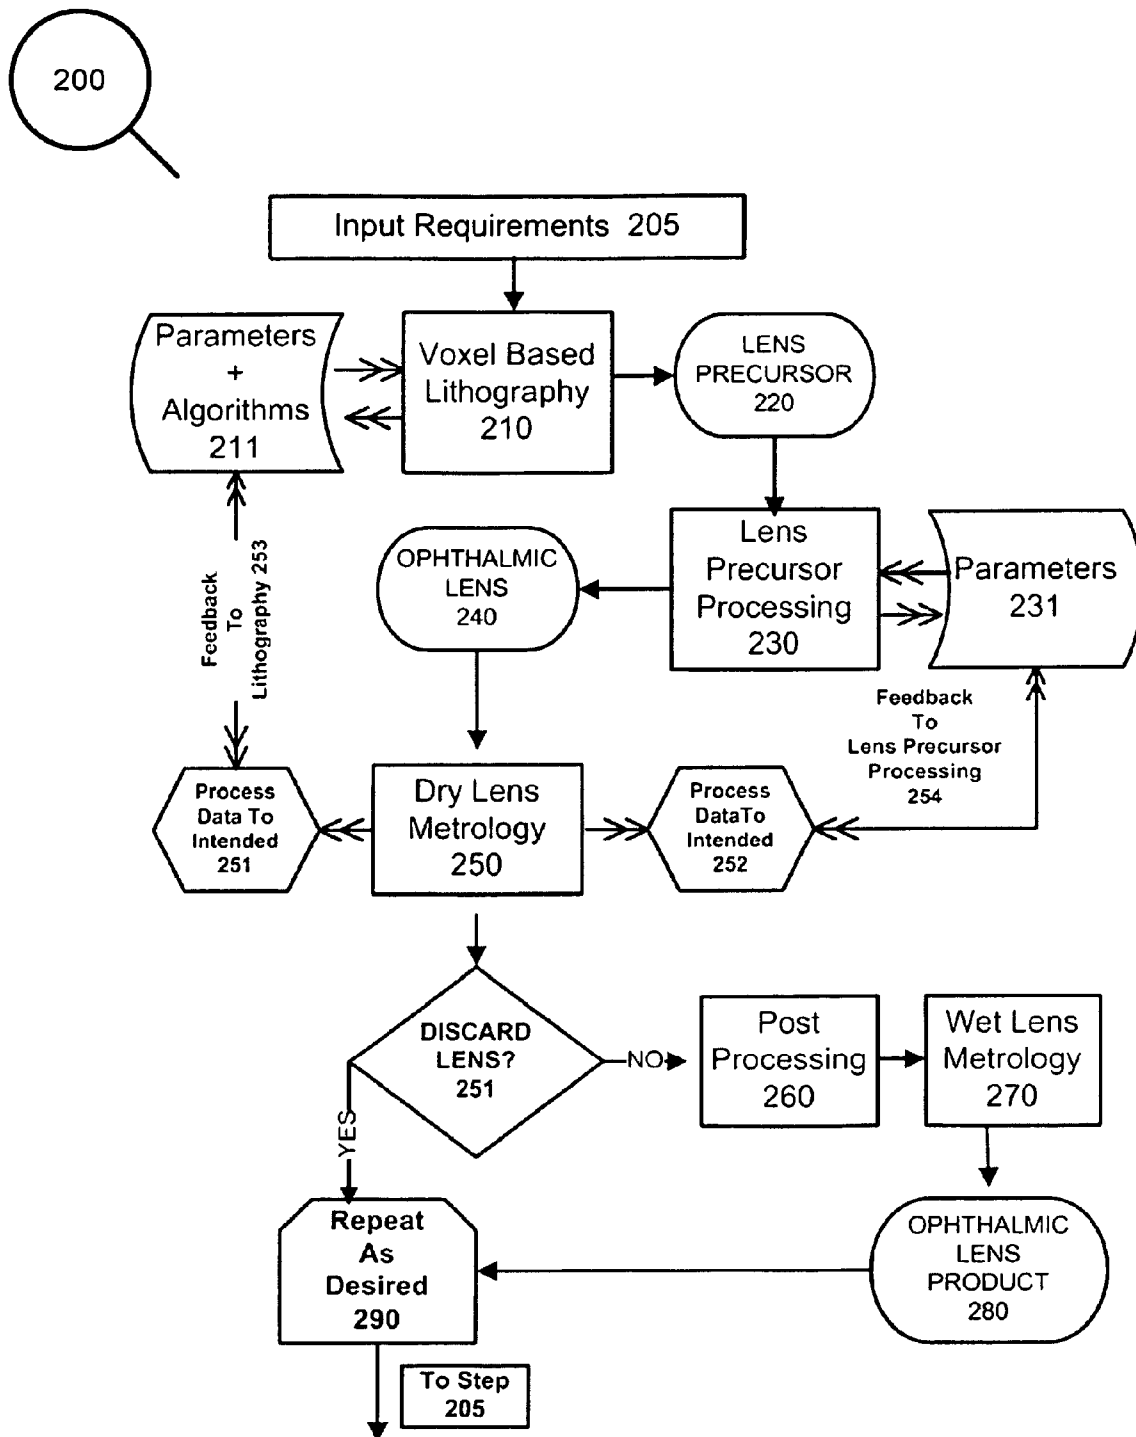 200
Input Requirements 205
Parameters
+
Algorithms
211
Voxel Based
Lithography
210
LENS
PRECURSOR
220
Lens
Precursor
Processing
230
Parameters
231
OPHTHALMIC
LENS
240
Feedback
To
Lithography 253
Feedback
To
Lens Precursor
Processing
254
Process
Data To
Intended
251
Dry Lens
Metrology
250
Process
DataTo
Intended
252
DISCARD
LENS?
251
NO
YES
Post
Processing
260
Wet Lens
Metrology
270
Repeat
As
Desired
290
OPHTHALMIC
LENS
PRODUCT
280
To Step
205